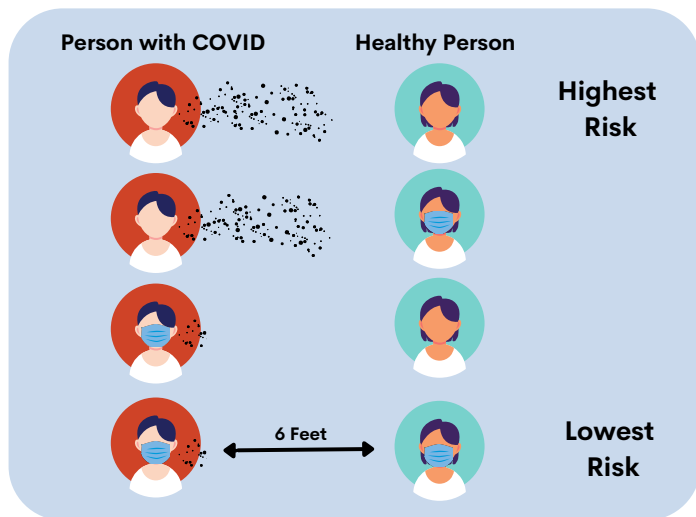 Person with COVID
Healthy Person
Highest
Risk
6 Feet
Lowest
Risk